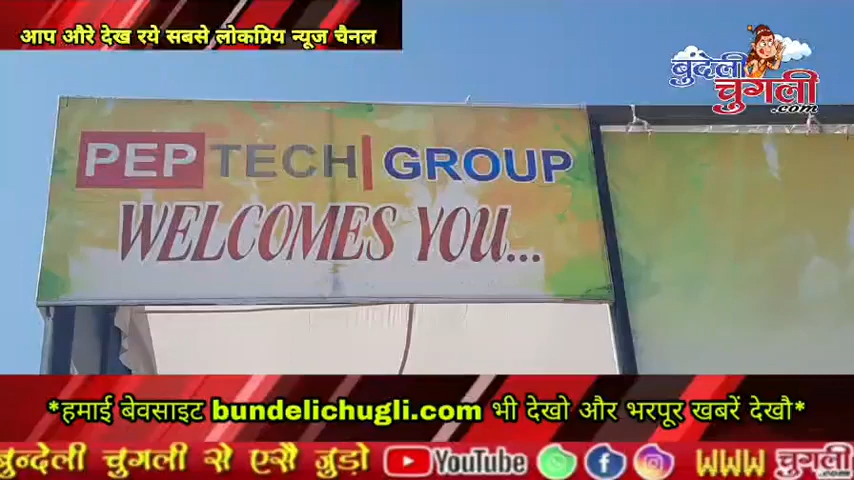 आप औरे देख रये सबसे लोकप्रिय न्यूज चैनल
बुंदेली
चुगली
.com
PEP TECH GROUP
WELCOMES YOU...
*हमाई बेवसाइट bundelichugli.com भी देखो और भरपूर खबरें देखौ*
बुन्देली चुगली से एसै जुड़ो YouTube WWW चुगली
.com